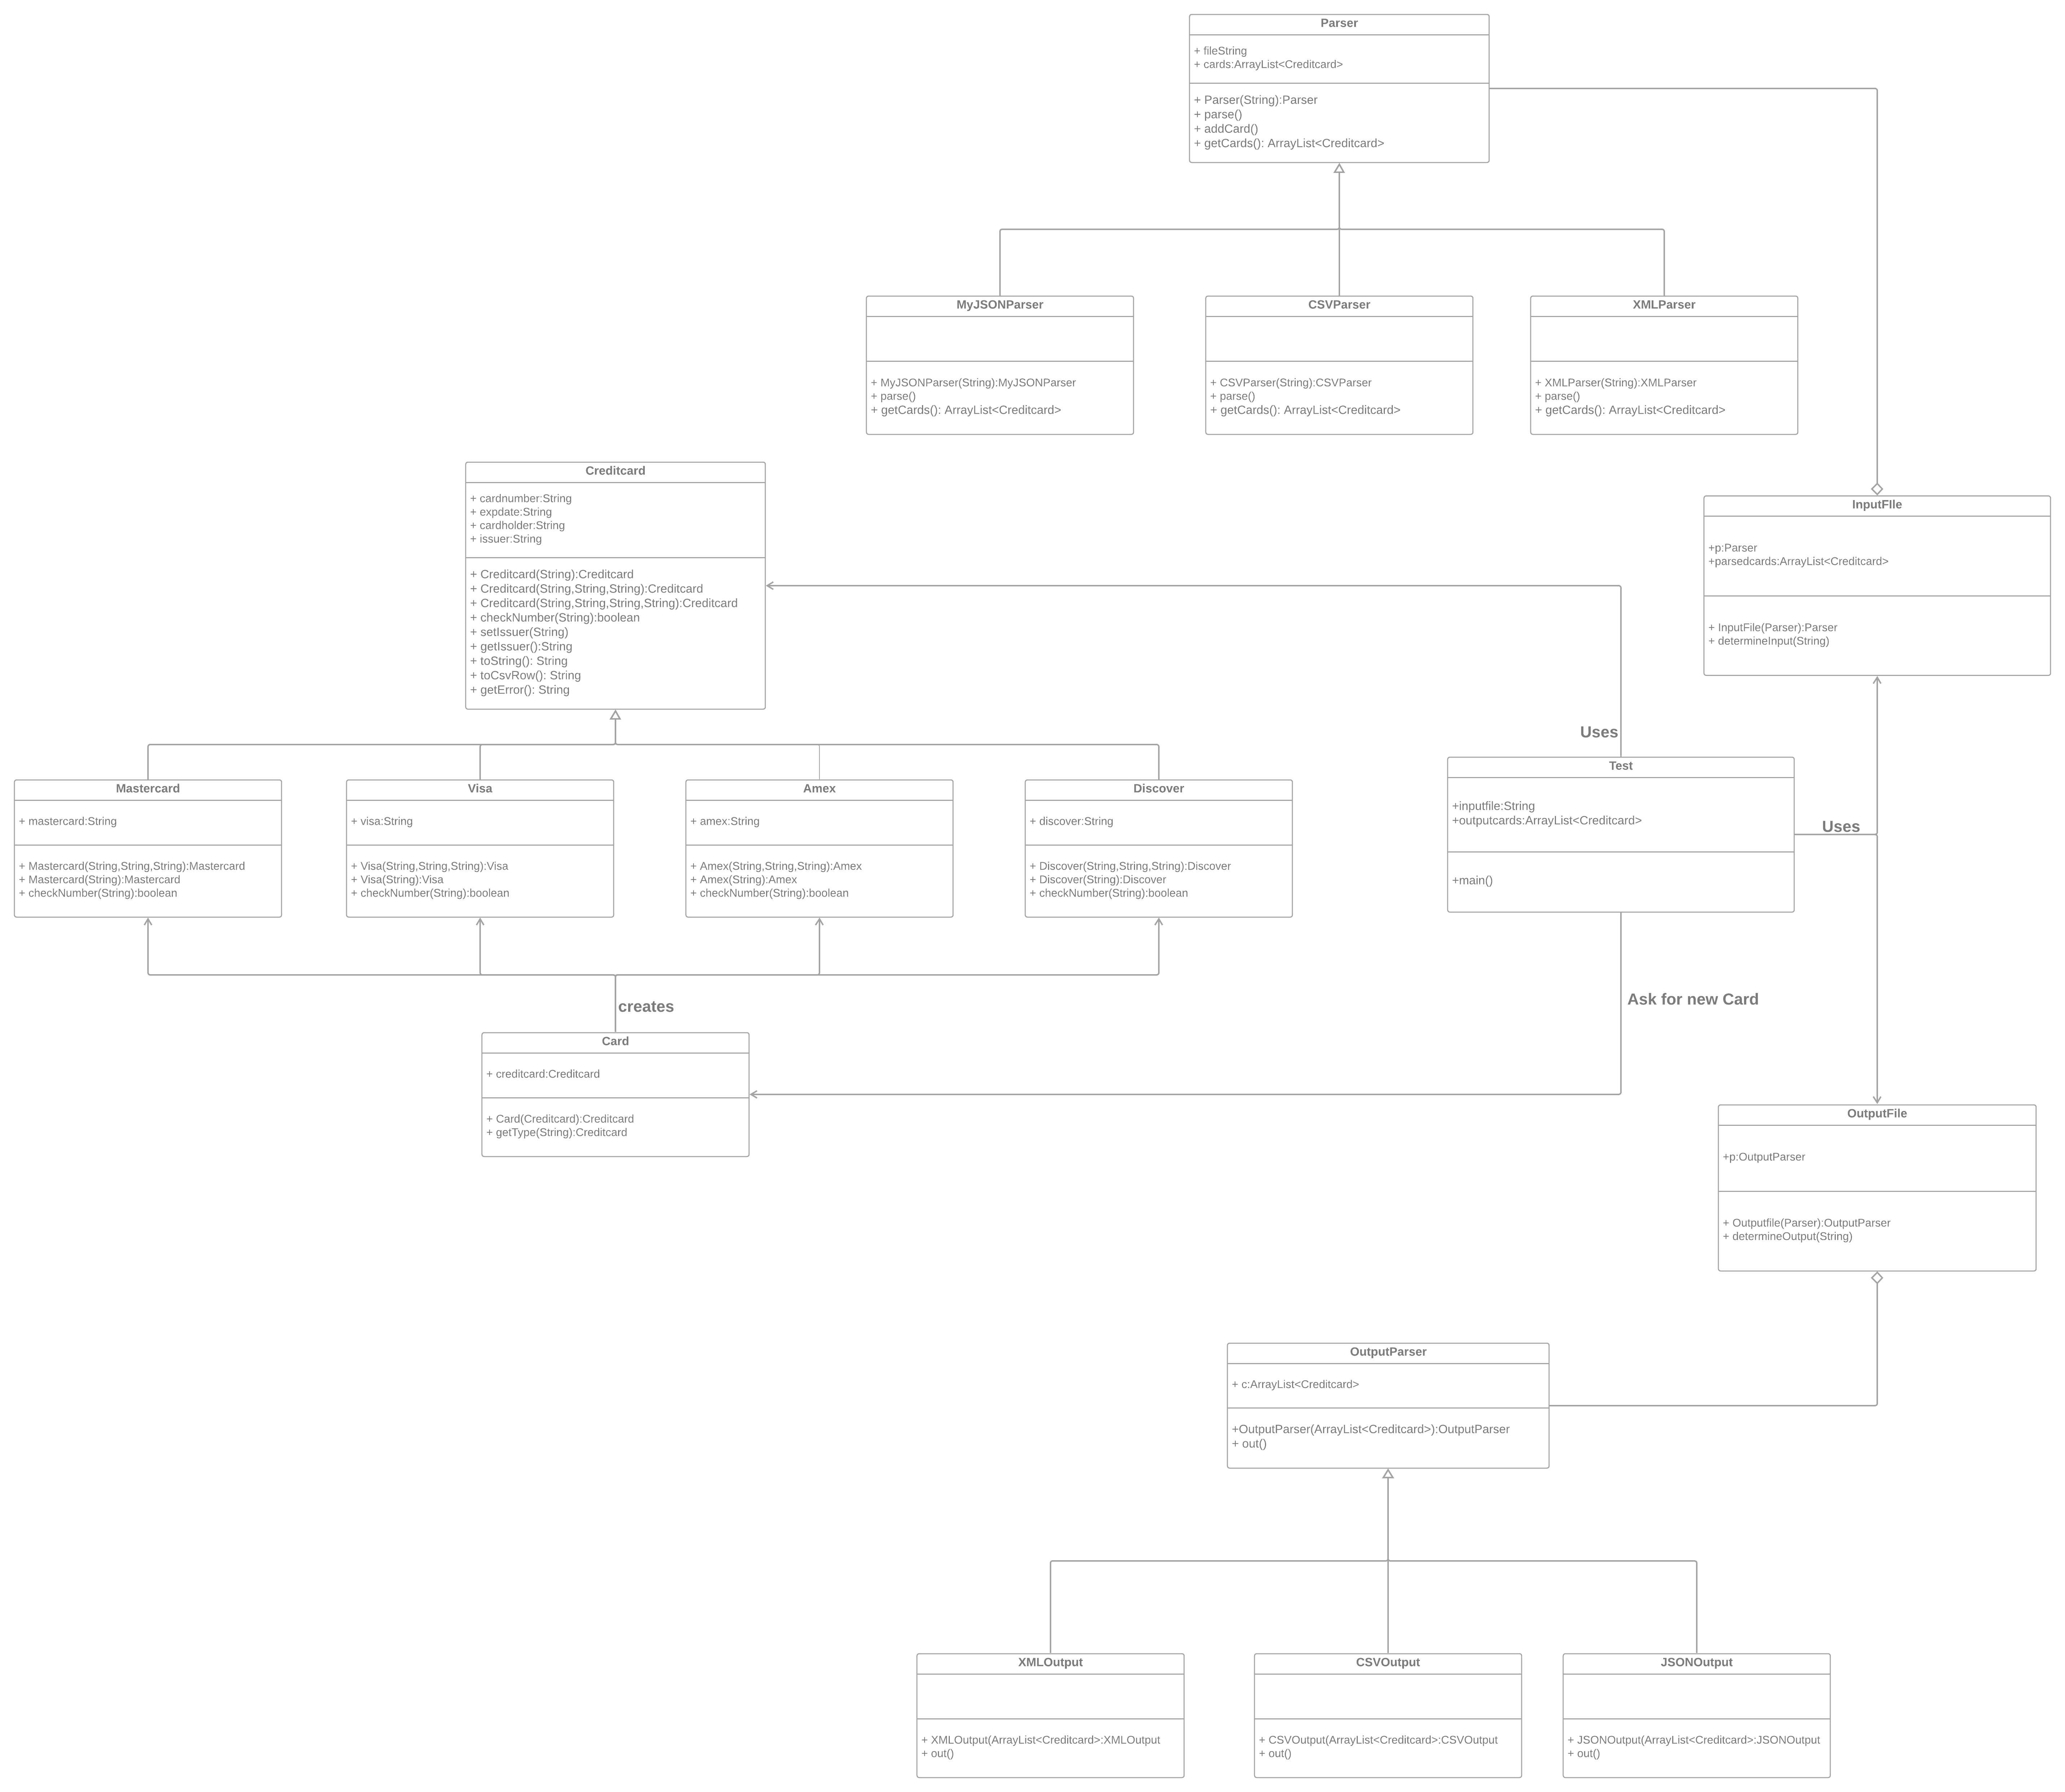 Parser
+ fileString
+ cards:ArrayList<Creditcard>
+ Parser(String):Parser
+ parse()
+ addCard()
+ getCards(): ArrayList<Creditcard>
MyJSONParser
+ MyJSONParser(String):MyJSONParser
+ parse()
+ getCards(): ArrayList<Creditcard>
CSVParser
+ CSVParser(String):CSVParser
+ parse()
+ getCards(): ArrayList<Creditcard>
XMLParser
+ XMLParser(String):XMLParser
+ parse()
+ getCards(): ArrayList<Creditcard>
Creditcard
+ cardnumber:String
+ expdate:String
+ cardholder:String
+ issuer:String
+ Creditcard(String):Creditcard
+ Creditcard(String,String,String):Creditcard
+ Creditcard(String,String,String,String):Creditcard
+ checkNumber(String):boolean
+ setIssuer(String)
+ getIssuer():String
+ toString(): String
+ toCsvRow(): String
+ getError(): String
InputFIle
+p:Parser
+parsedcards:ArrayList<Creditcard>
+ InputFile(Parser):Parser
+ determineInput(String)
Uses
Mastercard
+ mastercard:String
+ Mastercard(String,String,String):Mastercard
+ Mastercard(String):Mastercard
+ checkNumber(String):boolean
Visa
+ visa:String
+ Visa(String,String,String):Visa
+ Visa(String):Visa
+ checkNumber(String):boolean
Amex
+ amex:String
+ Amex(String,String,String):Amex
+ Amex(String):Amex
+ checkNumber(String):boolean
Discover
+ discover:String
+ Discover(String,String,String):Discover
+ Discover(String):Discover
+ checkNumber(String):boolean
Test
+inputfile:String
+outputcards:ArrayList<Creditcard>
+main()
Uses
creates
Ask for new Card
Card
+ creditcard:Creditcard
+ Card(Creditcard):Creditcard
+ getType(String):Creditcard
OutputFile
+p:OutputParser
+ Outputfile(Parser):OutputParser
+ determineOutput(String)
OutputParser
+ c:ArrayList<Creditcard>
+OutputParser(ArrayList<Creditcard>):OutputParser
+ out()
XMLOutput
+ XMLOutput(ArrayList<Creditcard>:XMLOutput
+ out()
CSVOutput
+ CSVOutput(ArrayList<Creditcard>:CSVOutput
+ out()
JSONOutput
+ JSONOutput(ArrayList<Creditcard>:JSONOutput
+ out()